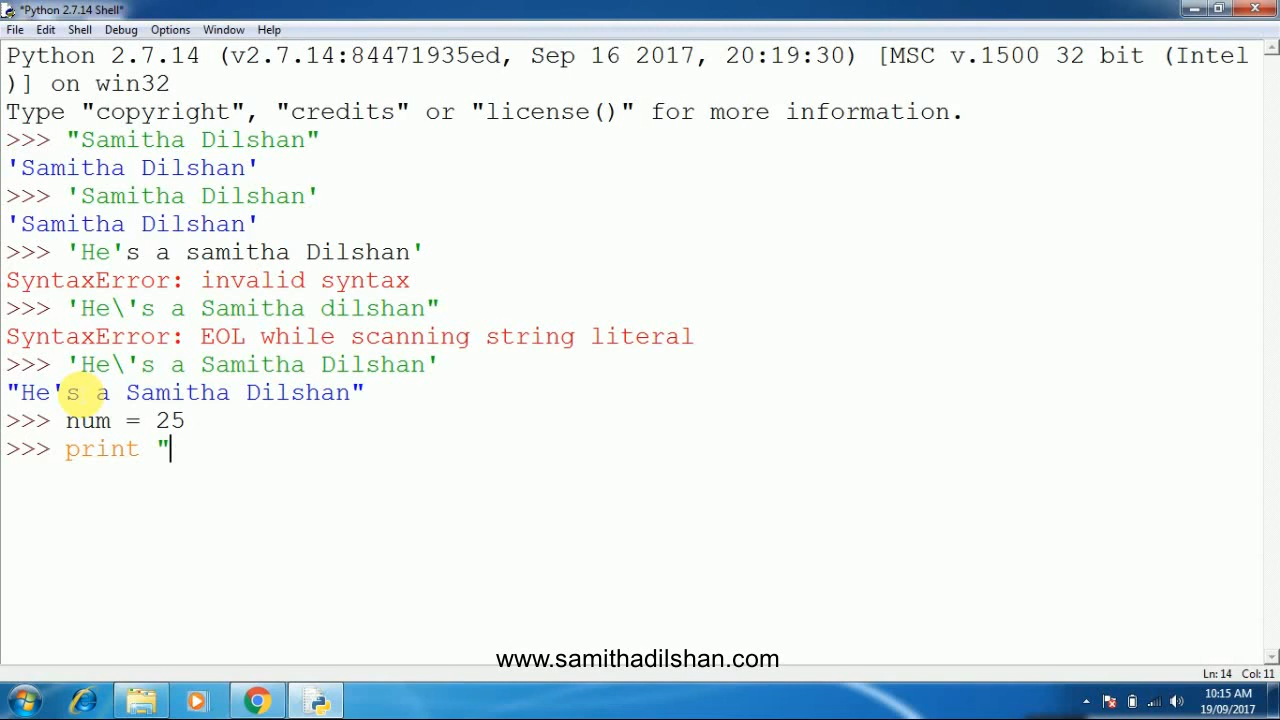 *Python 2.7.14 Shell*
File Edit Shell Debug Options Window Help
Python 2.7.14 (v2.7.14:84471935ed, Sep 16 2017, 20:19:30) [MSC v.1500 32 bit (Intel
)] on win32
Type "copyright", "credits" or "license()" for more information.
>>> "Samitha Dilshan"
'Samitha Dilshan'
>>> 'Samitha Dilshan'
'Samitha Dilshan'
>>> 'He's a samitha Dilshan'
SyntaxError: invalid syntax
>>> 'He\'s a Samitha dilshan"
SyntaxError: EOL while scanning string literal
>>> 'He\'s a Samitha Dilshan'
"He's a Samitha Dilshan"
>>> num = 25
>>> print "
www.samithadilshan.com
Ln: 14 Col: 11
10:15 AM
19/09/2017